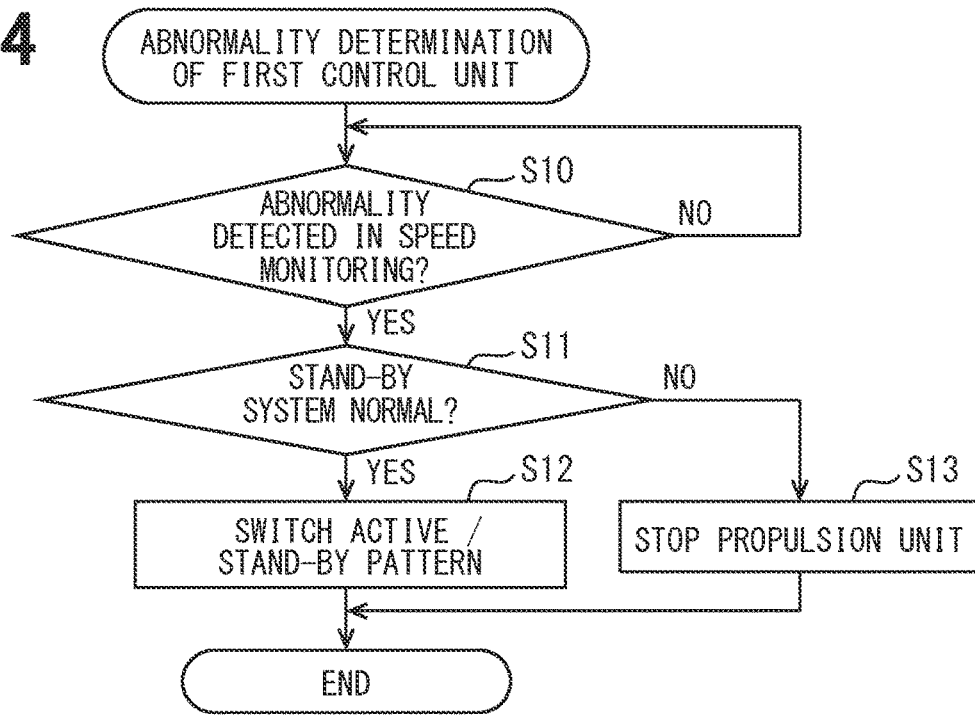 4
ABNORMALITY DETERMINATION
OF FIRST CONTROL UNIT
S10
ABNORMALITY
DETECTED IN SPEED
MONITORING?
NO
YES
S11
STAND-BY
SYSTEM NORMAL?
NO
YES
S12
SWITCH ACTIVE /
STAND-BY PATTERN
S13
STOP PROPULSION UNIT
END